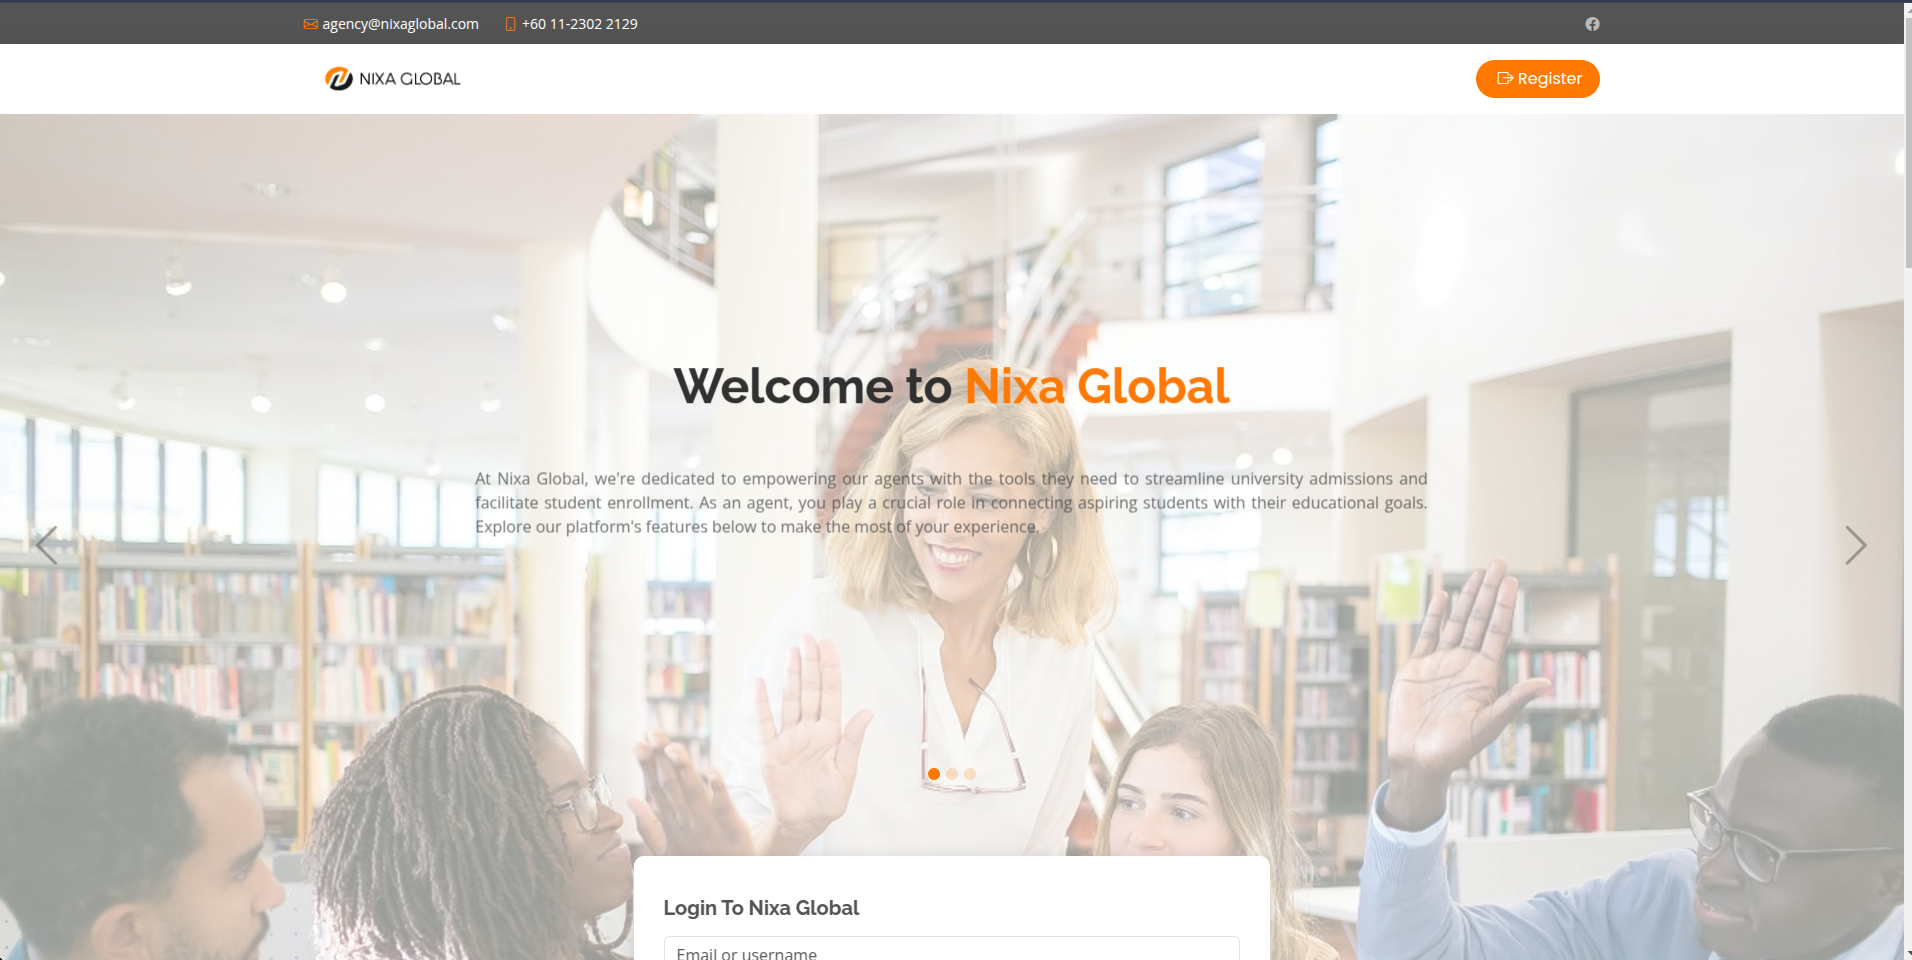 agency@nixaglobal.com +60 11-2302 2129
NIXA GLOBAL
Register
Welcome to Nixa Global
At Nixa Global, we're dedicated to empowering our agents with the tools they need to streamline university admissions and
facilitate student enrollment. As an agent, you play a crucial role in connecting aspiring students with their educational goals.
Explore our platform's features below to make the most of your experience.
Login To Nixa Global
Email or username